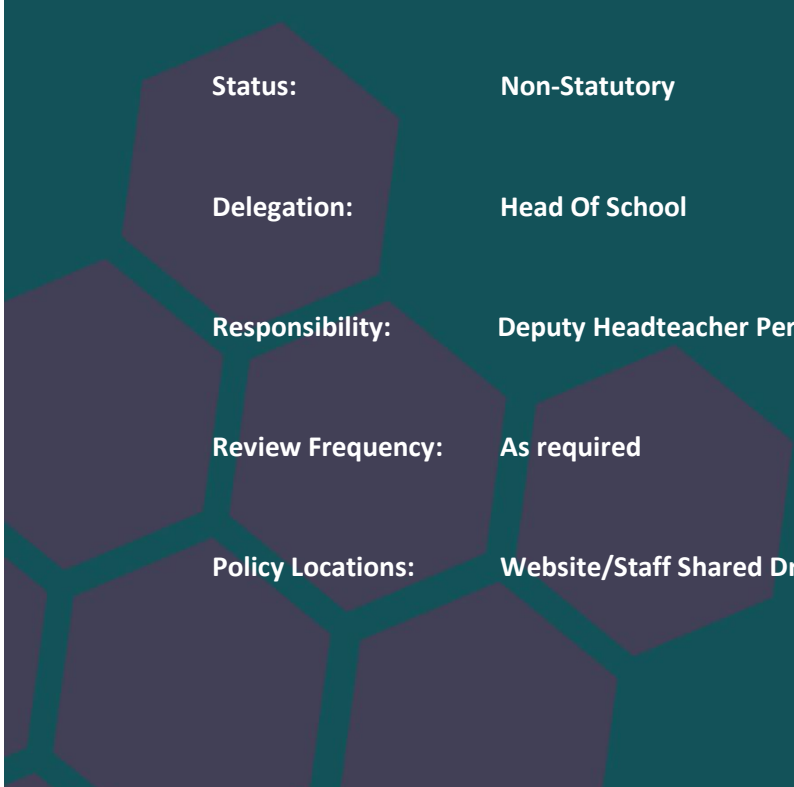 Status: Non-Statutory
Delegation: Head Of School
Responsibility: Deputy Headteacher
Review Frequency: As required
Policy Locations: Website/Staff Shared